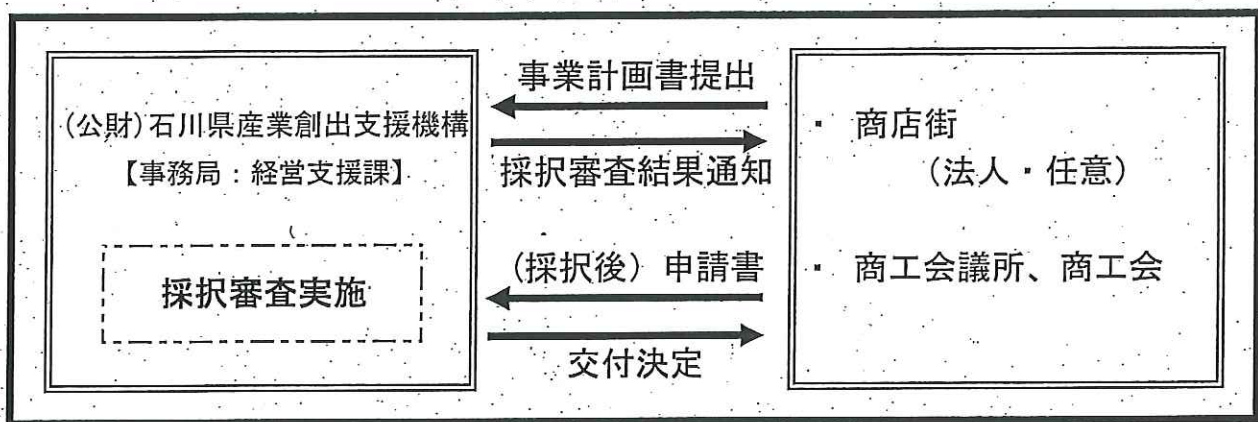 (公財)石川県産業創出支援機構
【事務局：経営支援課】
採択審査実施
事業計画書提出
採択審査結果通知
(採択後) 申請書
交付決定
・ 商店街
（法人・任意）
・ 商工会議所、商工会